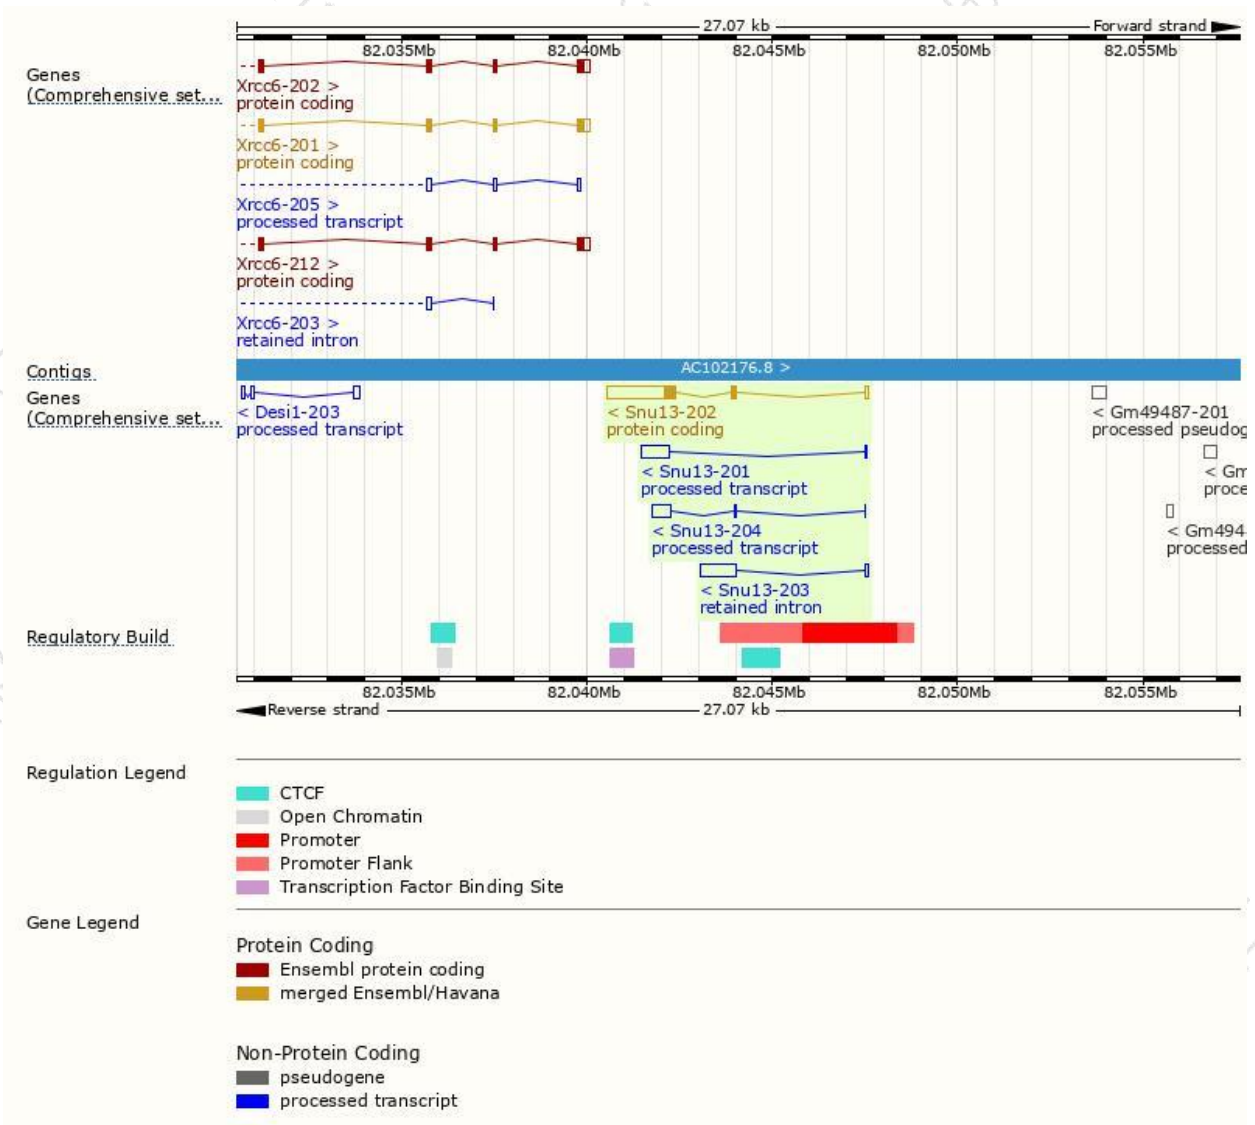 27.07 kb
Forward strand
82.035Mb 82.040Mb 82.045Mb 82.050Mb 82.055Mb
Genes
(Comprehensive set...
Xrcc6-202 >
protein coding
Xrcc6-201 >
protein coding
Xrcc6-205 >
processed transcript
Xrcc6-212 >
protein coding
Xrcc6-203 >
retained intron
Contigs
AC102176.8 >
Genes
(Comprehensive set...
< Desi1-203
processed transcript
< Snu13-202
protein coding
< Gm49487-201
processed pseudog
< Snu13-201
processed transcript
< Gm
proce
< Snu13-204
processed transcript
< Gm494
processed
< Snu13-203
retained intron
Regulatory Build
82.035Mb 82.040Mb 82.045Mb 82.050Mb 82.055Mb
Reverse strand
27.07 kb
Regulation Legend
CTCF
Open Chromatin
Promoter
Promoter Flank
Transcription Factor Binding Site
Gene Legend
Protein Coding
Ensembl protein coding
merged Ensembl/Havana
Non-Protein Coding
pseudogene
processed transcript